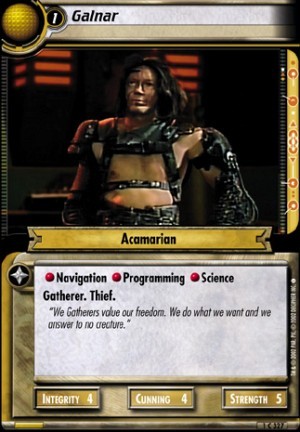 1 Galnar
Acamarian
Navigation Programming Science
Gatherer. Thief.
"We Gatherers value our freedom. We do what we want and we
answer to no creature."
INTEGRITY 4 CUNNING 4 STRENGTH 5